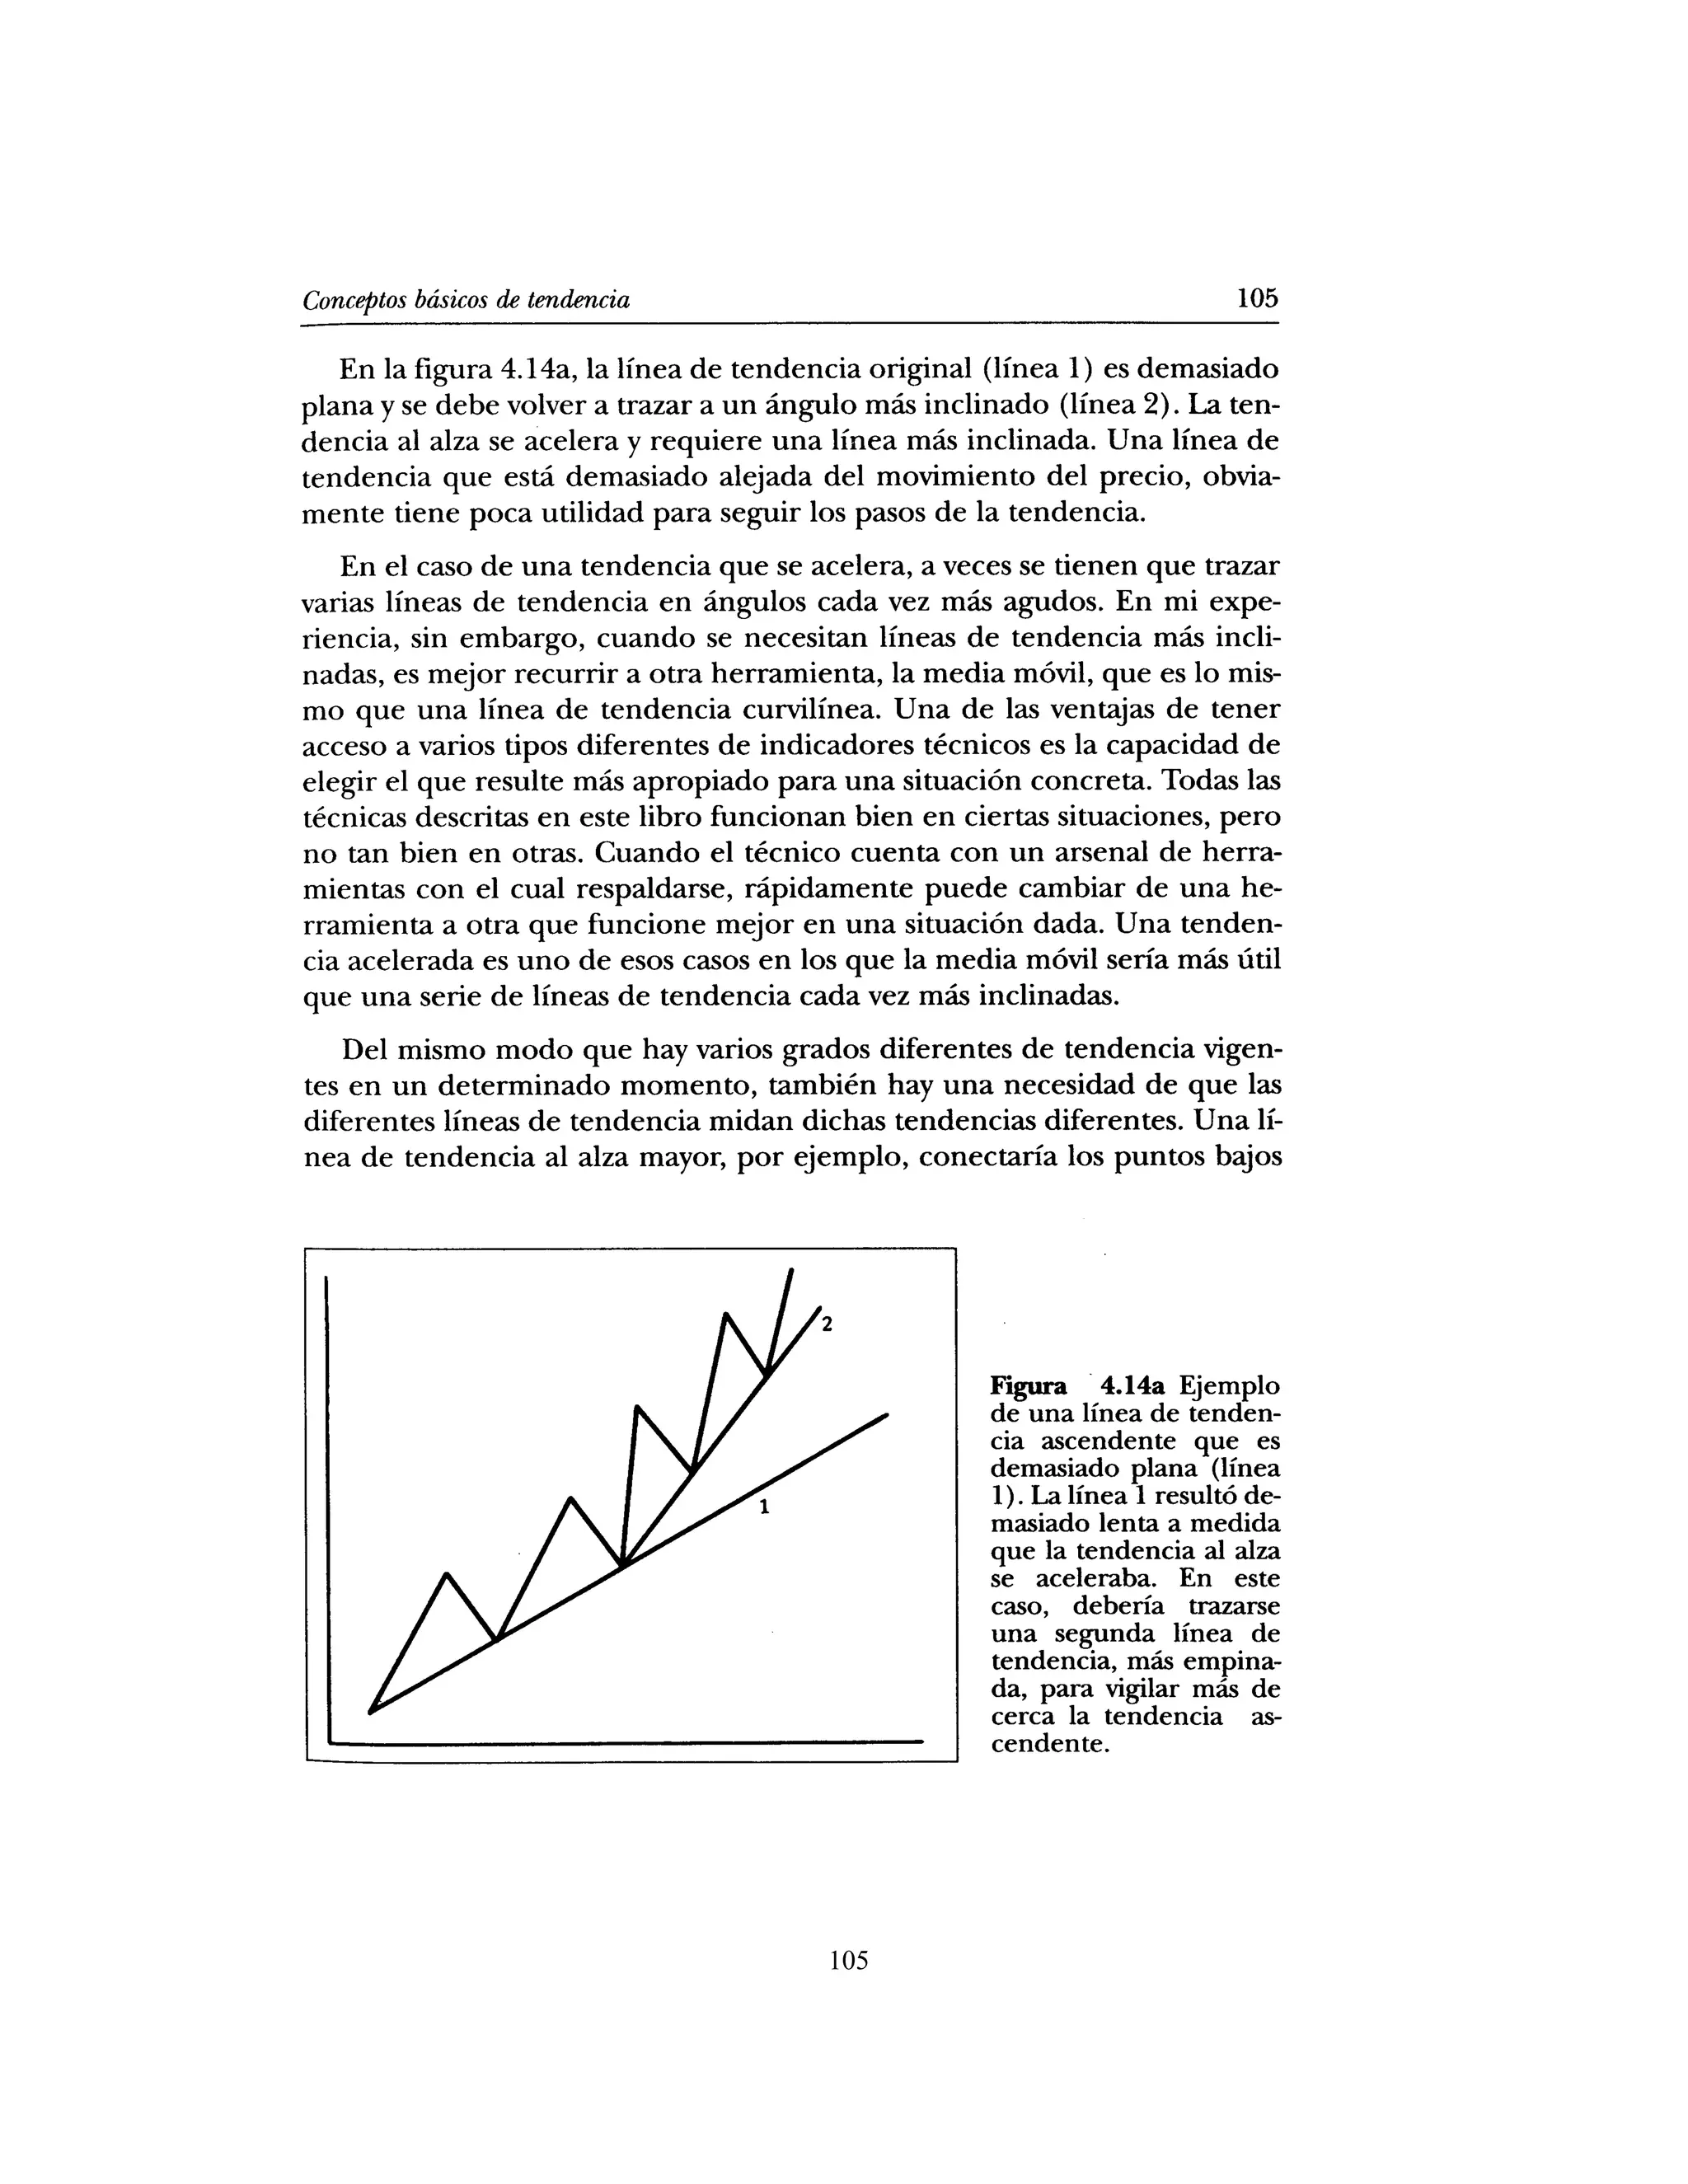 Conceptos básicos de tendencia 105
En la figura 4.14a, la línea de tendencia original (línea 1) es demasiado
plana y se debe volver a trazar a un ángulo más inclinado (línea 2). La ten-
dencia al alza se acelera y requiere una línea más inclinada. Una línea de
tendencia que está demasiado alejada del movimiento del precio, obvia-
mente tiene poca utilidad para seguir los pasos de la tendencia.
En el caso de una tendencia que se acelera, a veces se tienen que trazar
varias líneas de tendencia en ángulos cada vez más agudos. En mi expe-
riencia, sin embargo, cuando se necesitan líneas de tendencia más incli-
nadas, es mejor recurrir a otra herramienta, la media móvil, que es lo mis-
mo que una línea de tendencia curvilínea. Una de las ventajas de tener
acceso a varios tipos diferentes de indicadores técnicos es la capacidad de
elegir el que resulte más apropiado para una situación concreta. Todas las
técnicas descritas en este libro funcionan bien en ciertas situaciones, pero
no tan bien en otras. Cuando el técnico cuenta con un arsenal de herra-
mientas con el cual respaldarse, rápidamente puede cambiar de una he-
rramienta a otra que funcione mejor en una situación dada. Una tenden-
cia acelerada es uno de esos casos en los que la media móvil sería más útil
que una serie de líneas de tendencia cada vez más inclinadas.
Del mismo modo que hay varios grados diferentes de tendencia vigen-
tes en un determinado momento, también hay una necesidad de que las
diferentes líneas de tendencia midan dichas tendencias diferentes. Una lí-
nea de tendencia al alza mayor, por ejemplo, conectaría los puntos bajos
2
1
Figura 4.14a Ejemplo
de una línea de tenden-
cia ascendente que es
demasiado plana (línea
1). La línea 1 resultó de-
masiado lenta a medida
que la tendencia al alza
se aceleraba. En este
caso, debería trazarse
una segunda línea de
tendencia, más empina-
da, para vigilar más de
cerca la tendencia as-
cendente.
105